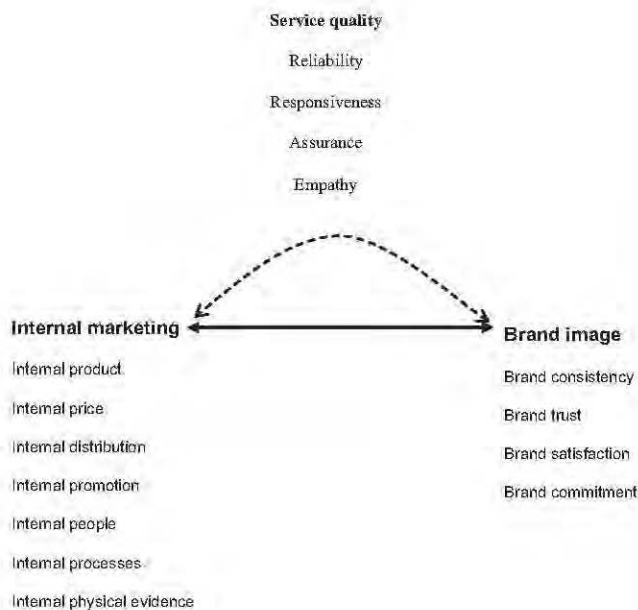 Service quality
Reliability
Responsiveness
Assurance
Empathy
Internal marketing
Internal product
Internal price
Internal distribution
Internal promotion
Internal people
Internal processes
Internal physical evidence
Brand image
Brand consistency
Brand trust
Brand satisfaction
Brand commitment